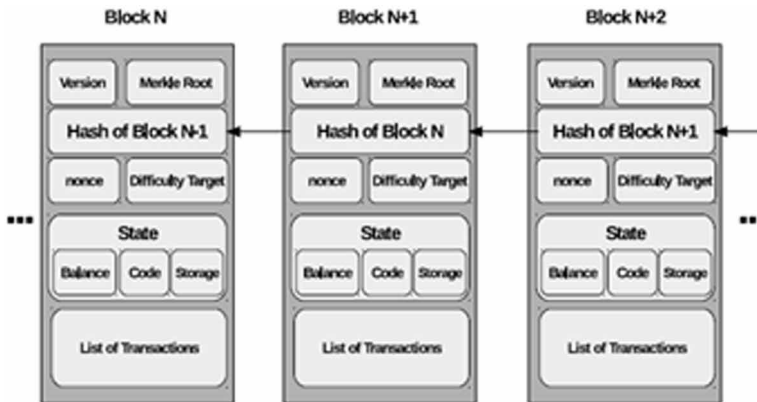 Block N
Block N+1
Block N+2
Version Merkle Root
Version Merkle Root
Version Merkle Root
Hash of Block N-1
Hash of Block N
Hash of Block N+1
nonce Difficulty Target
nonce Difficulty Target
nonce Difficulty Target
State
State
State
Balance Code Storage
Balance Code Storage
Balance Code Storage
List of Transactions
List of Transactions
List of Transactions